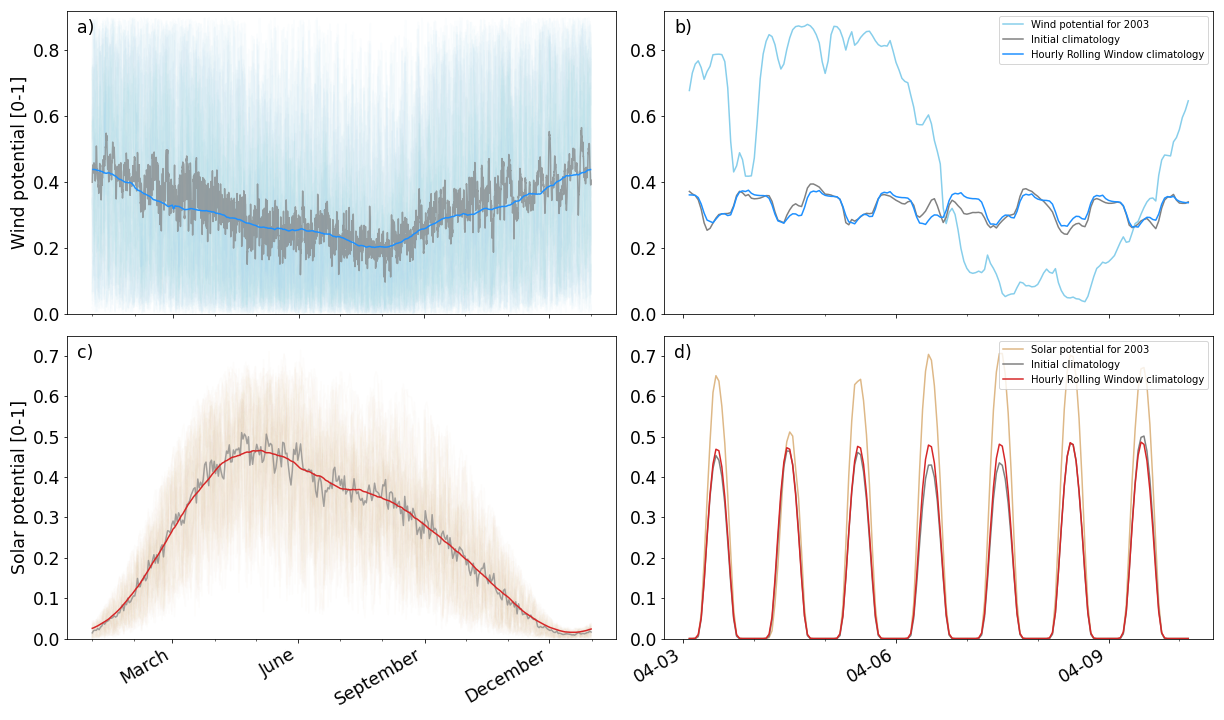 a)
Wind potential [0-1]
0.8
0.6
0.4
0.2
0.0
b)
Wind potential for 2003
Initial climatology
Hourly Rolling Window climatology
0.8
0.6
0.4
0.2
0.0
c)
Solar potential [0-1]
0.7
0.6
0.5
0.4
0.3
0.2
0.1
0.0
March
June
September
December
d)
Solar potential for 2003
Initial climatology
Hourly Rolling Window climatology
0.7
0.6
0.5
0.4
0.3
0.2
0.1
0.0
04-03
04-06
04-09